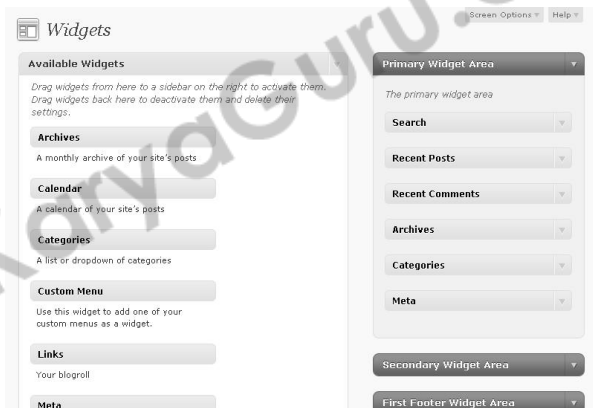 Screen Options Help
Widgets
Available Widgets
Drag widgets from here to a sidebar on the right to activate them.
Drag widgets back here to deactivate them and delete their
settings.
Archives
A monthly archive of your site's posts
Calendar
A calendar of your site's posts
Categories
A list or dropdown of categories
Custom Menu
Use this widget to add one of your
custom menus as a widget.
Links
Your blogroll
Meta
Primary Widget Area
The primary widget area
Search
Recent Posts
Recent Comments
Archives
Categories
Meta
Secondary Widget Area
First Footer Widget Area
KaryaGuru.